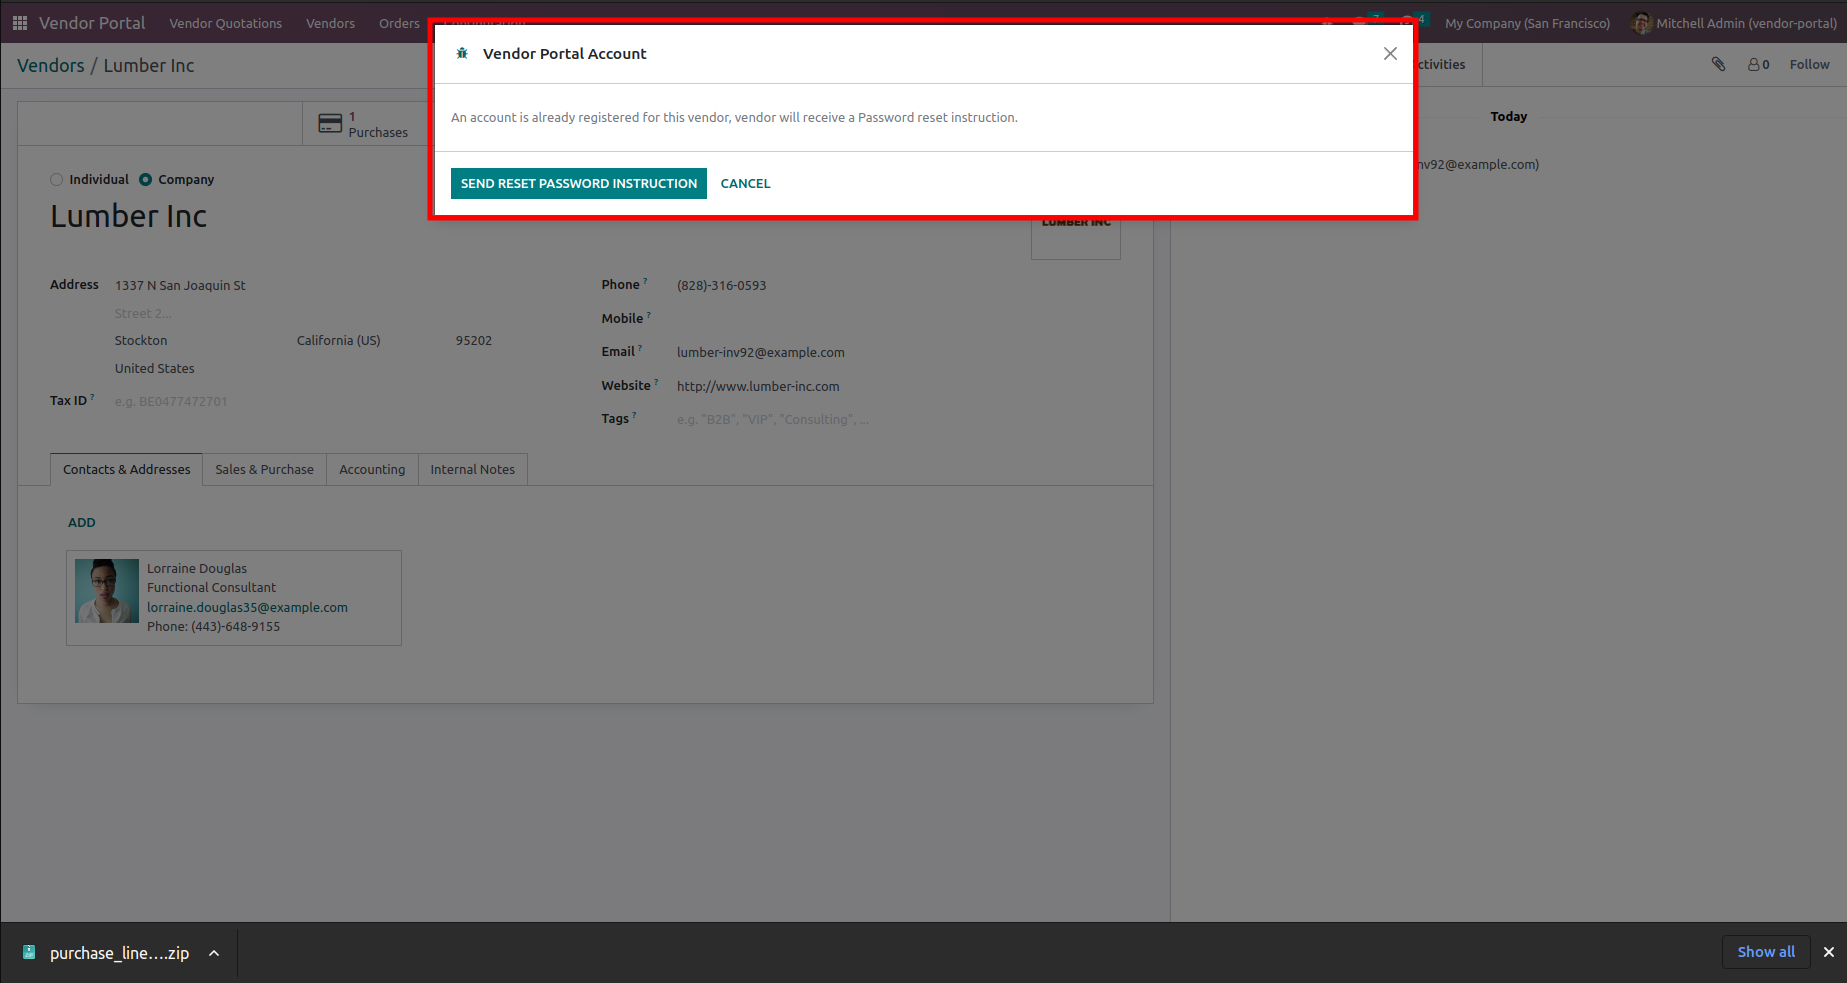 Vendor Portal Vendor Quotations Vendors Orders Configuration 7 4 My Company (San Francisco) Mitchell Admin (vendor-portal)
Vendors / Lumber Inc
ctivities 0 Follow
Vendor Portal Account
An account is already registered for this vendor, vendor will receive a Password reset instruction.
SEND RESET PASSWORD INSTRUCTION CANCEL
1
Purchases
Today
nv92@example.com)
Individual Company
Lumber Inc
LUMBER INC
Address 1337 N San Joaquin St
Street 2...
Stockton California (US) 95202
United States
Tax ID ? e.g. BE0477472701
Phone ? (828)-316-0593
Mobile ?
Email ? lumber-inv92@example.com
Website ? http://www.lumber-inc.com
Tags ? e.g. "B2B", "VIP", "Consulting", ...
Contacts & Addresses Sales & Purchase Accounting Internal Notes
ADD
Lorraine Douglas
Functional Consultant
lorraine.douglas35@example.com
Phone: (443)-648-9155
purchase_line....zip Show all